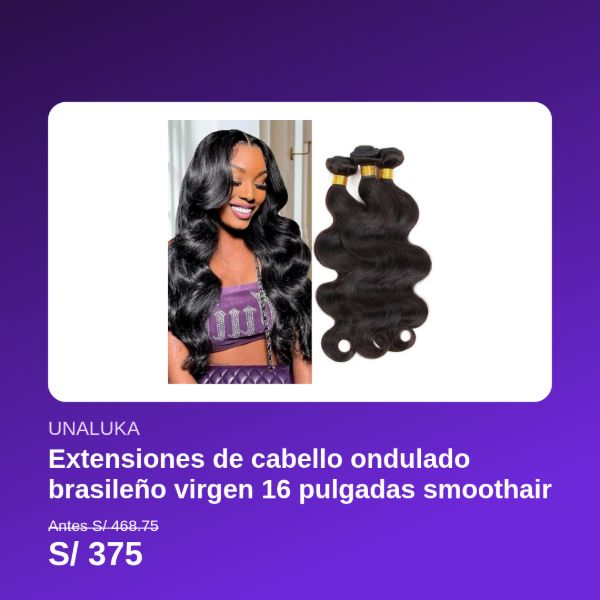 UNALUKA
Extensiones de cabello ondulado
brasileño virgen 16 pulgadas smoothair
Antes S/ 468.75
S/ 375